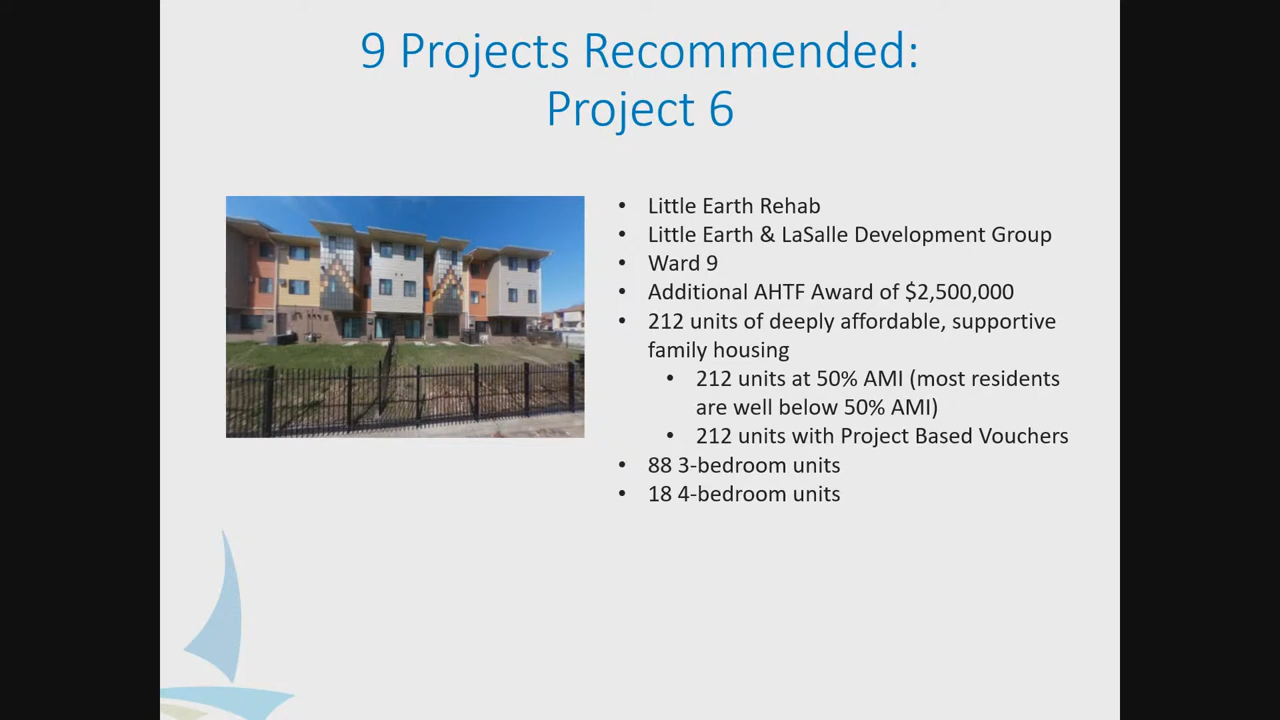 9 Projects Recommended:
Project 6
• Little Earth Rehab
• Little Earth & LaSalle Development Group
• Ward 9
• Additional AHTF Award of $2,500,000
• 212 units of deeply affordable, supportive
family housing
• 212 units at 50% AMI (most residents
are well below 50% AMI)
• 212 units with Project Based Vouchers
• 88 3-bedroom units
• 18 4-bedroom units